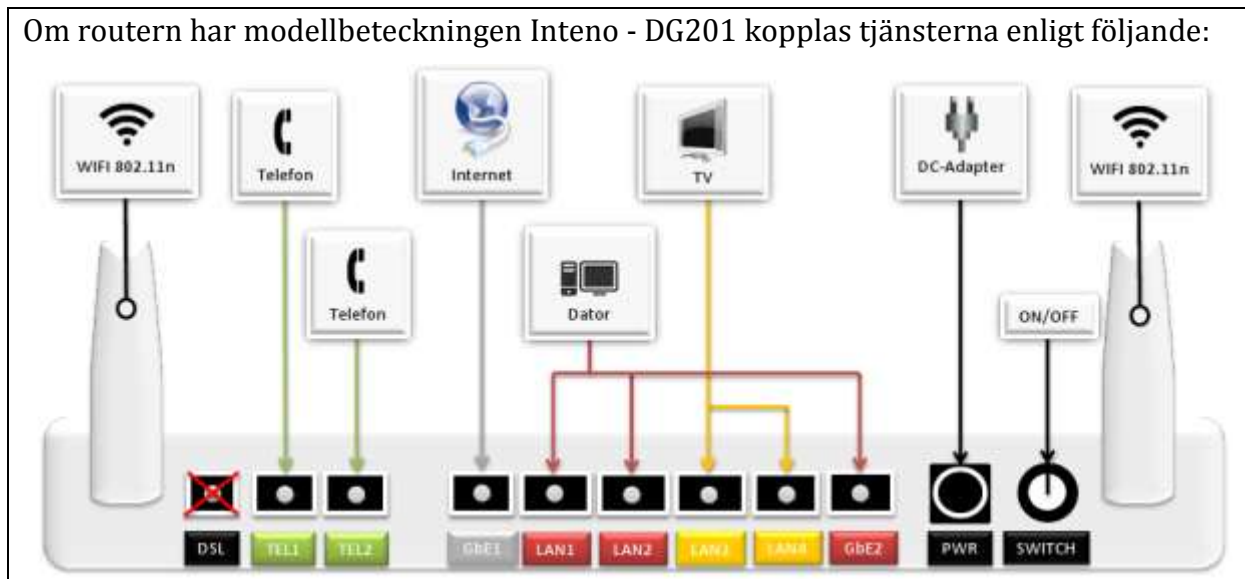 Om routern har modellbeteckningen Inteno - DG201 kopplas tjänsterna enligt följande:
WIFI 802.11n
Telefon
Internet
TV
DC-Adapter
WIFI 802.11n
Telefon
Dator
ON/OFF
DSL
TEL1
TEL2
GbE1
LAN1
LAN2
LAN3
LAN4
GbE2
PWR
SWITCH